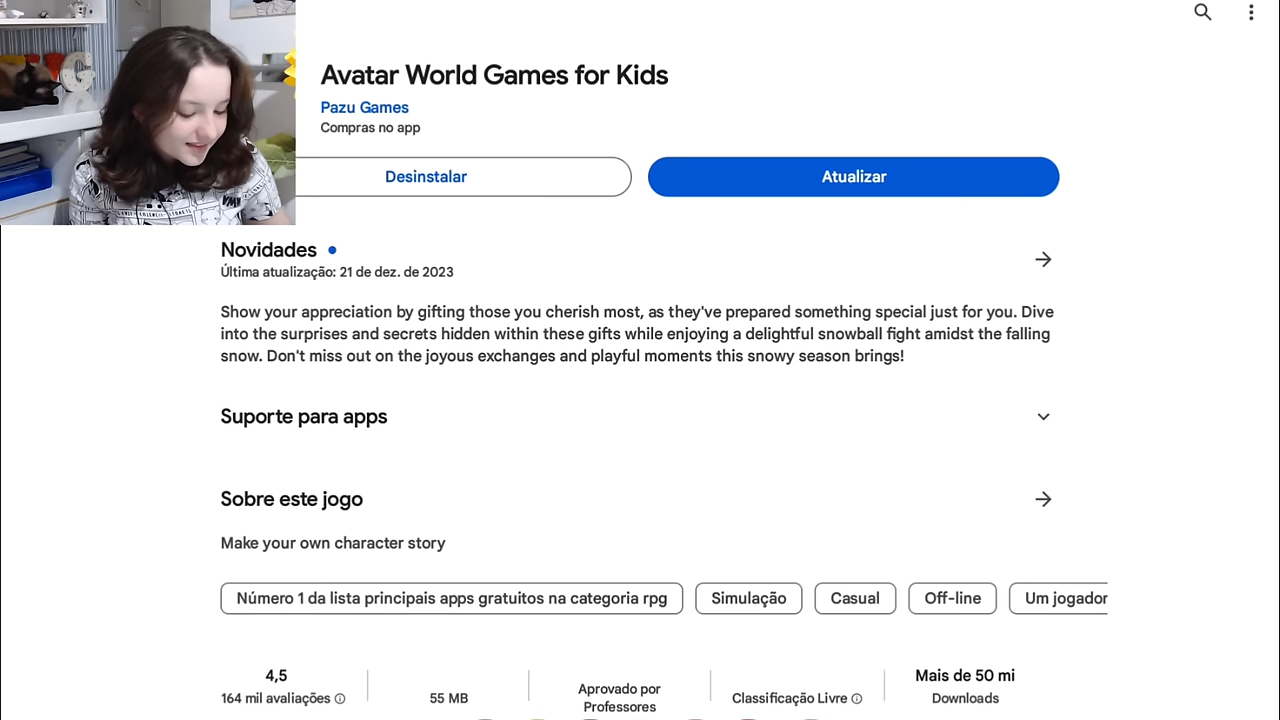 Avatar World Games for Kids
Pazu Games
Compras no app
Desinstalar
Atualizar
Novidades
Última atualização: 21 de dez. de 2023
Show your appreciation by gifting those you cherish most, as they've prepared something special just for you. Dive
into the surprises and secrets hidden within these gifts while enjoying a delightful snowball fight amidst the falling
snow. Don't miss out on the joyous exchanges and playful moments this snowy season brings!
Suporte para apps
Sobre este jogo
Make your own character story
Número 1 da lista principais apps gratuitos na categoria rpg
Simulação
Casual
Off-line
Um jogador
4,5
164 mil avaliações
55 MB
Aprovado por
Professores
Classificação Livre
Mais de 50 mi
Downloads